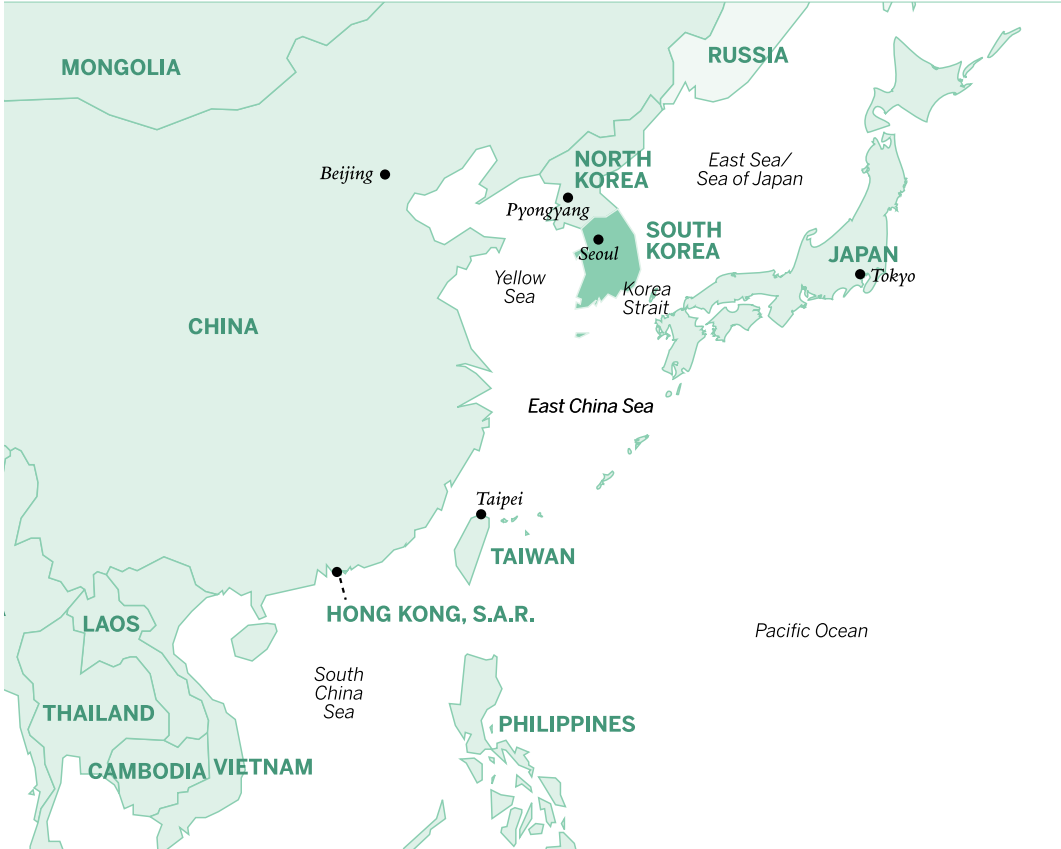 RUSSIA
MONGOLIA
NORTH
KOREA
East Sea/
Sea of Japan
Beijing
Pyongyang
SOUTH
KOREA
Seoul
JAPAN
Tokyo
Yellow
Sea
Korea
Strait
CHINA
East China Sea
Taipei
TAIWAN
HONG KONG, S.A.R.
LAOS
Pacific Ocean
South
China
Sea
THAILAND
PHILIPPINES
CAMBODIA
VIETNAM